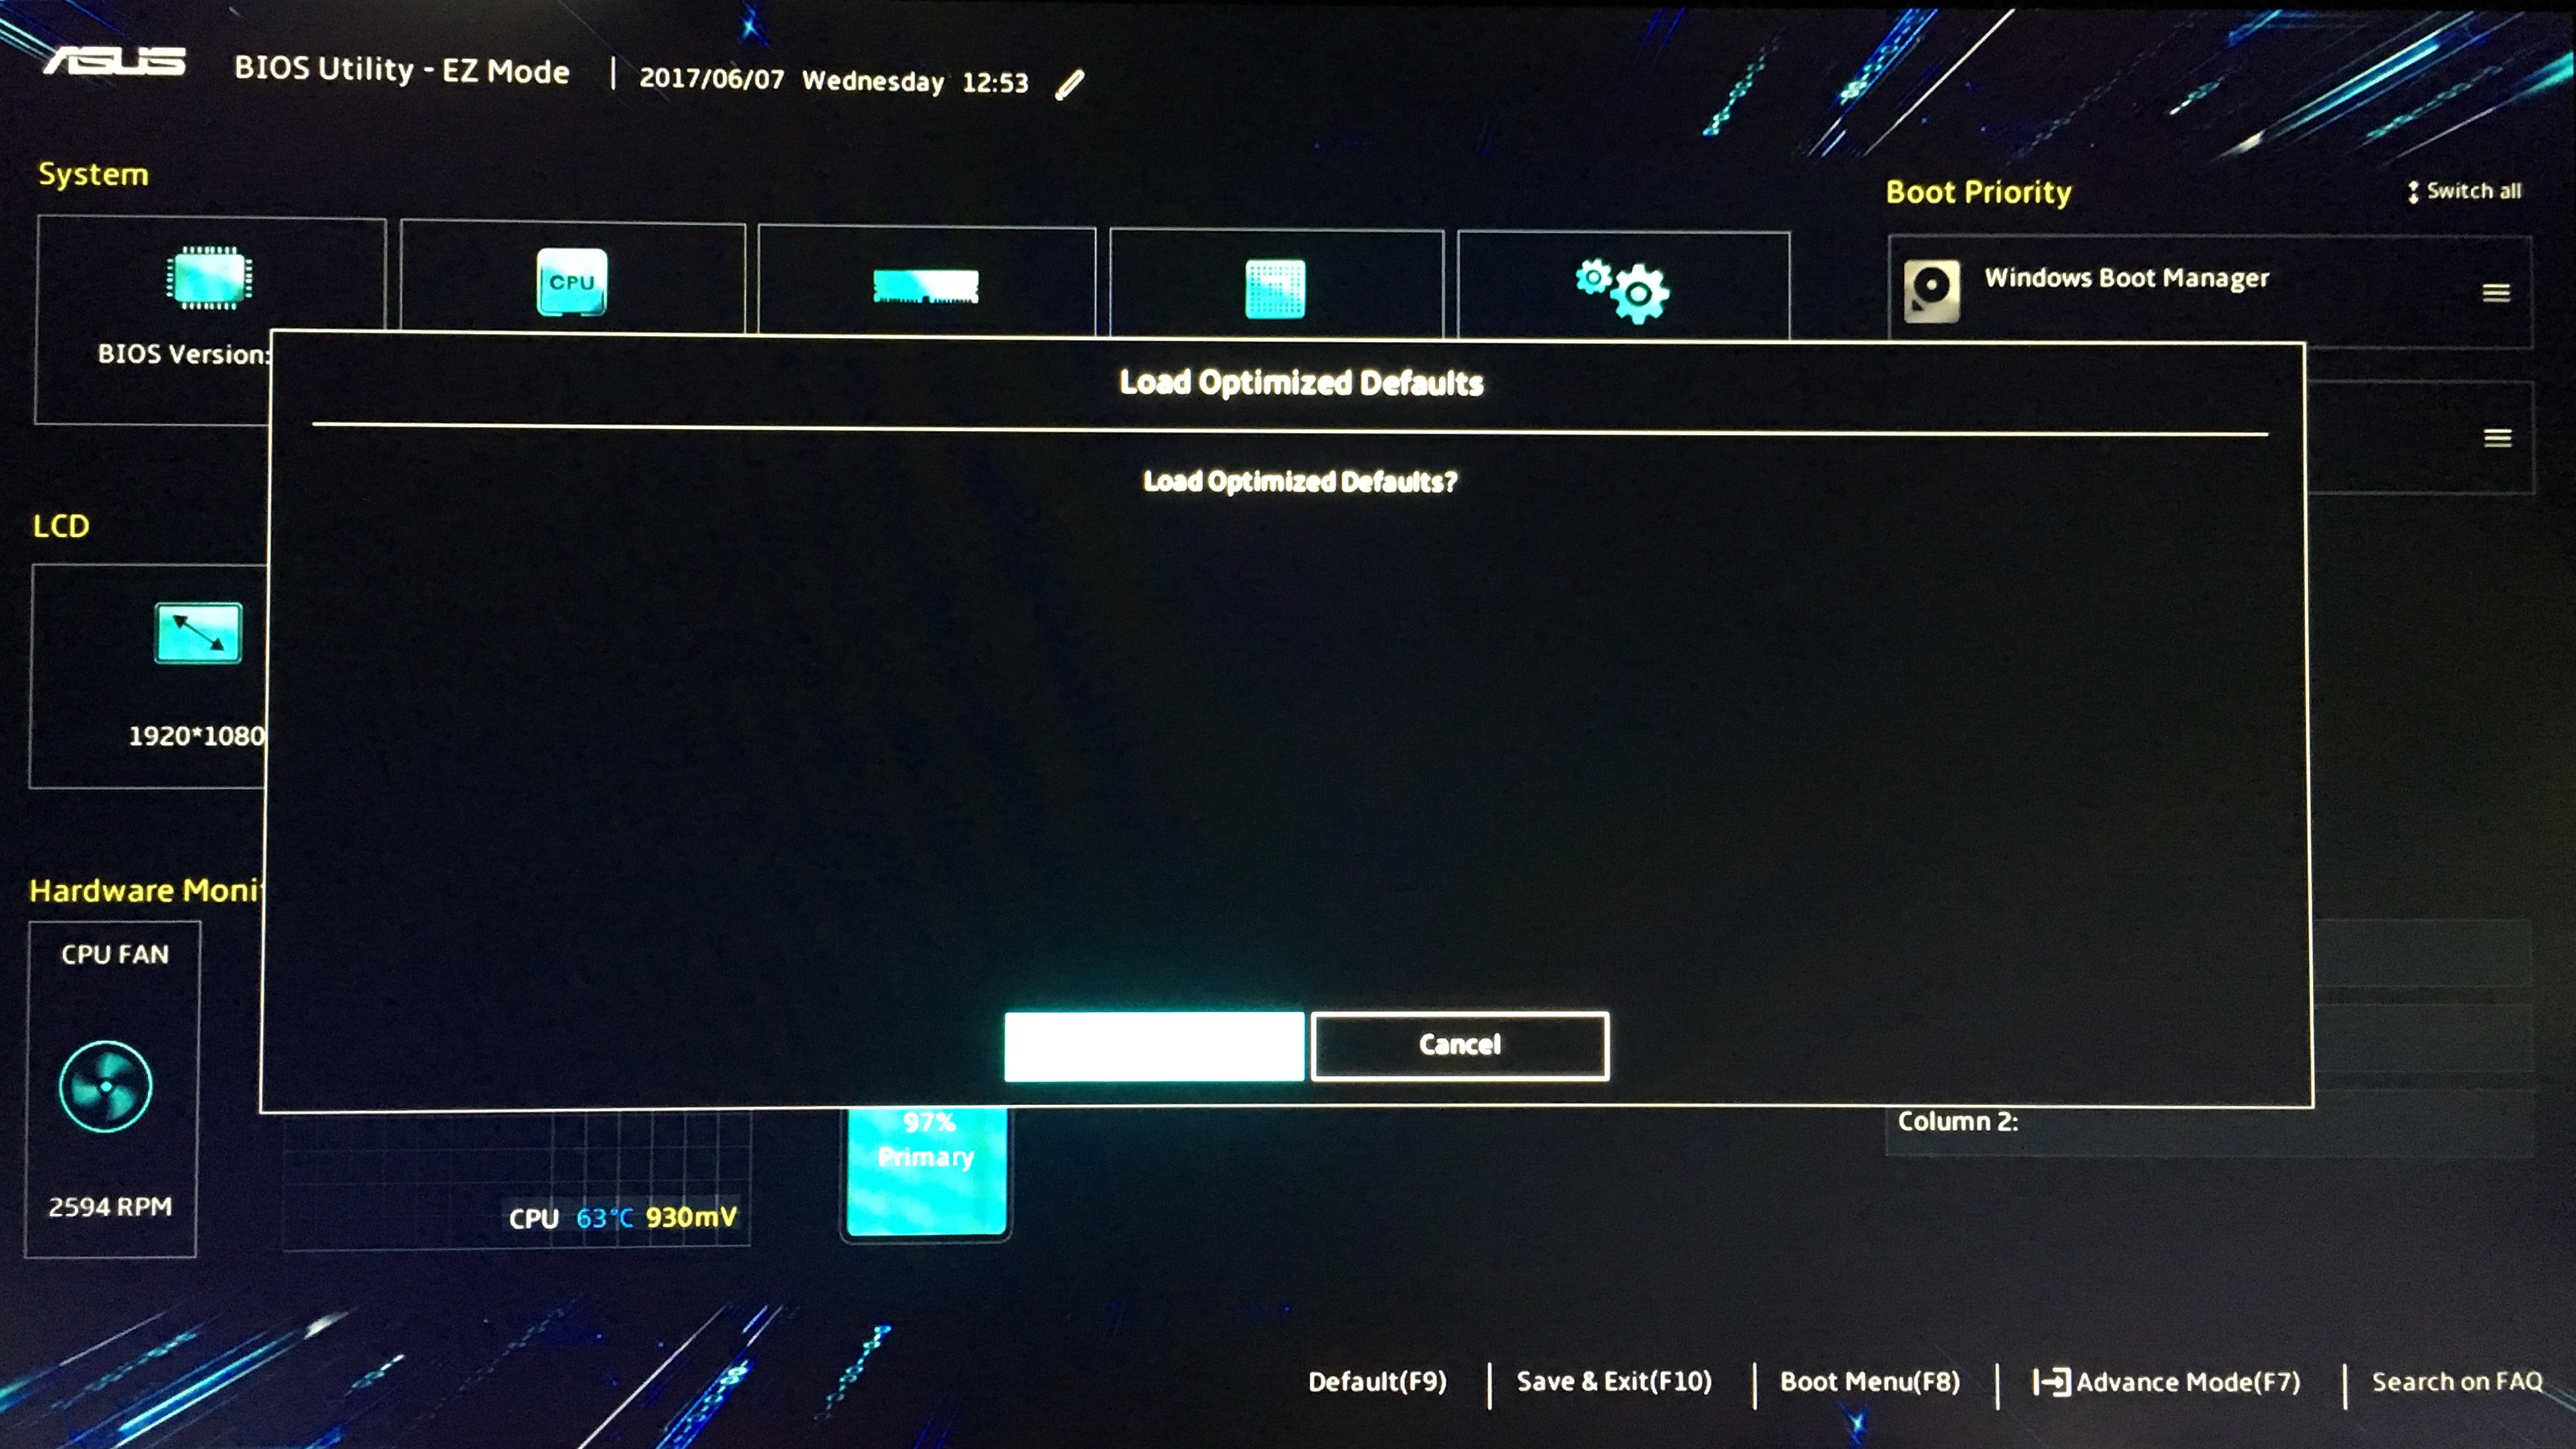 ASUS BIOS Utility - EZ Mode | 2017/06/07 Wednesday 12:53
System
CPU
BIOS Version:
Boot Priority
Switch all
Windows Boot Manager
Load Optimized Defaults
Load Optimized Defaults?
Cancel
LCD
1920*1080
Hardware Moni
CPU FAN
2594 RPM
CPU 63°C 930mV
97%
Primary
Column 2:
Default(F9) | Save & Exit(F10) | Boot Menu(F8) | Advance Mode(F7) | Search on FAQ